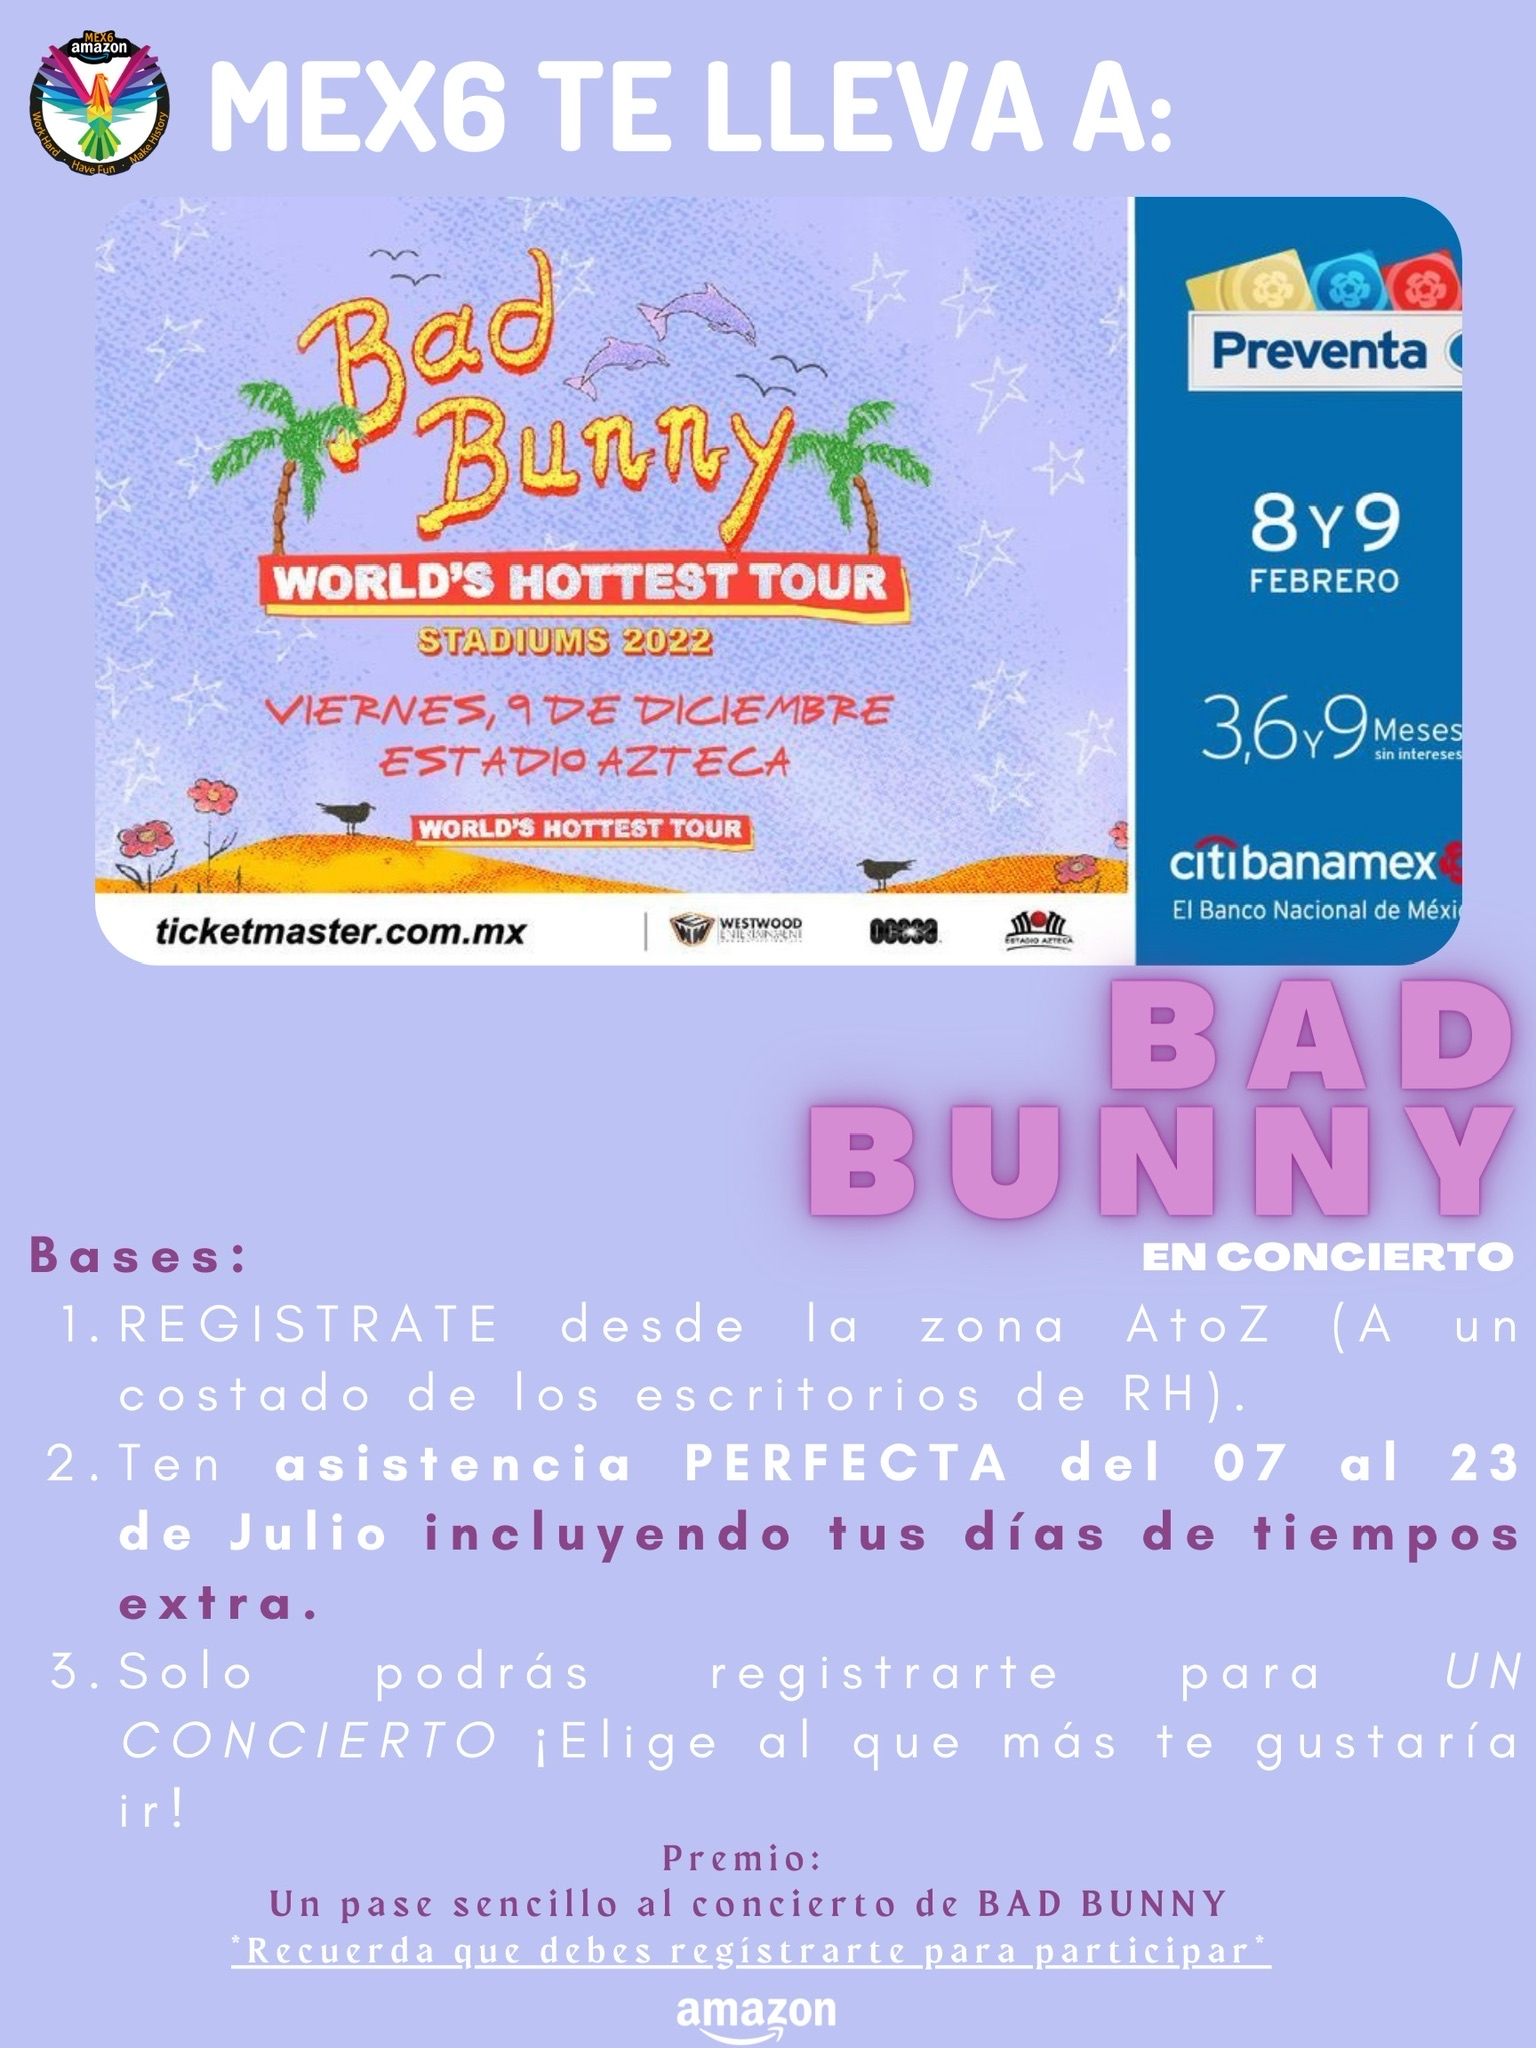 MEX6
amazon
Work Hard · Have Fun · Make History
MEX6 TE LLEVA A:
Bad
Bunny
WORLD'S HOTTEST TOUR
STADIUMS 2022
VIERNES, 9 DE DICIEMBRE
ESTADIO AZTECA
WORLD'S HOTTEST TOUR
ticketmaster.com.mx
WESTWOOD
ENTERTAINMENT
ocesa
ESTADIO AZTECA
Preventa
8 Y 9
FEBRERO
3,6 Y 9 Meses
sin intereses
citibanamex
El Banco Nacional de Méxi
BAD
BUNNY
EN CONCIERTO
Bases:
1. REGISTRATE desde la zona AtoZ (A un
costado de los escritorios de RH).
2. Ten asistencia PERFECTA del 07 al 23
de Julio incluyendo tus días de tiempos
extra.
3. Solo podrás registrarte para UN
CONCIERTO ¡Elige al que más te gustaría
ir!
Premio:
Un pase sencillo al concierto de BAD BUNNY
*Recuerda que debes regístrarte para participar*
amazon